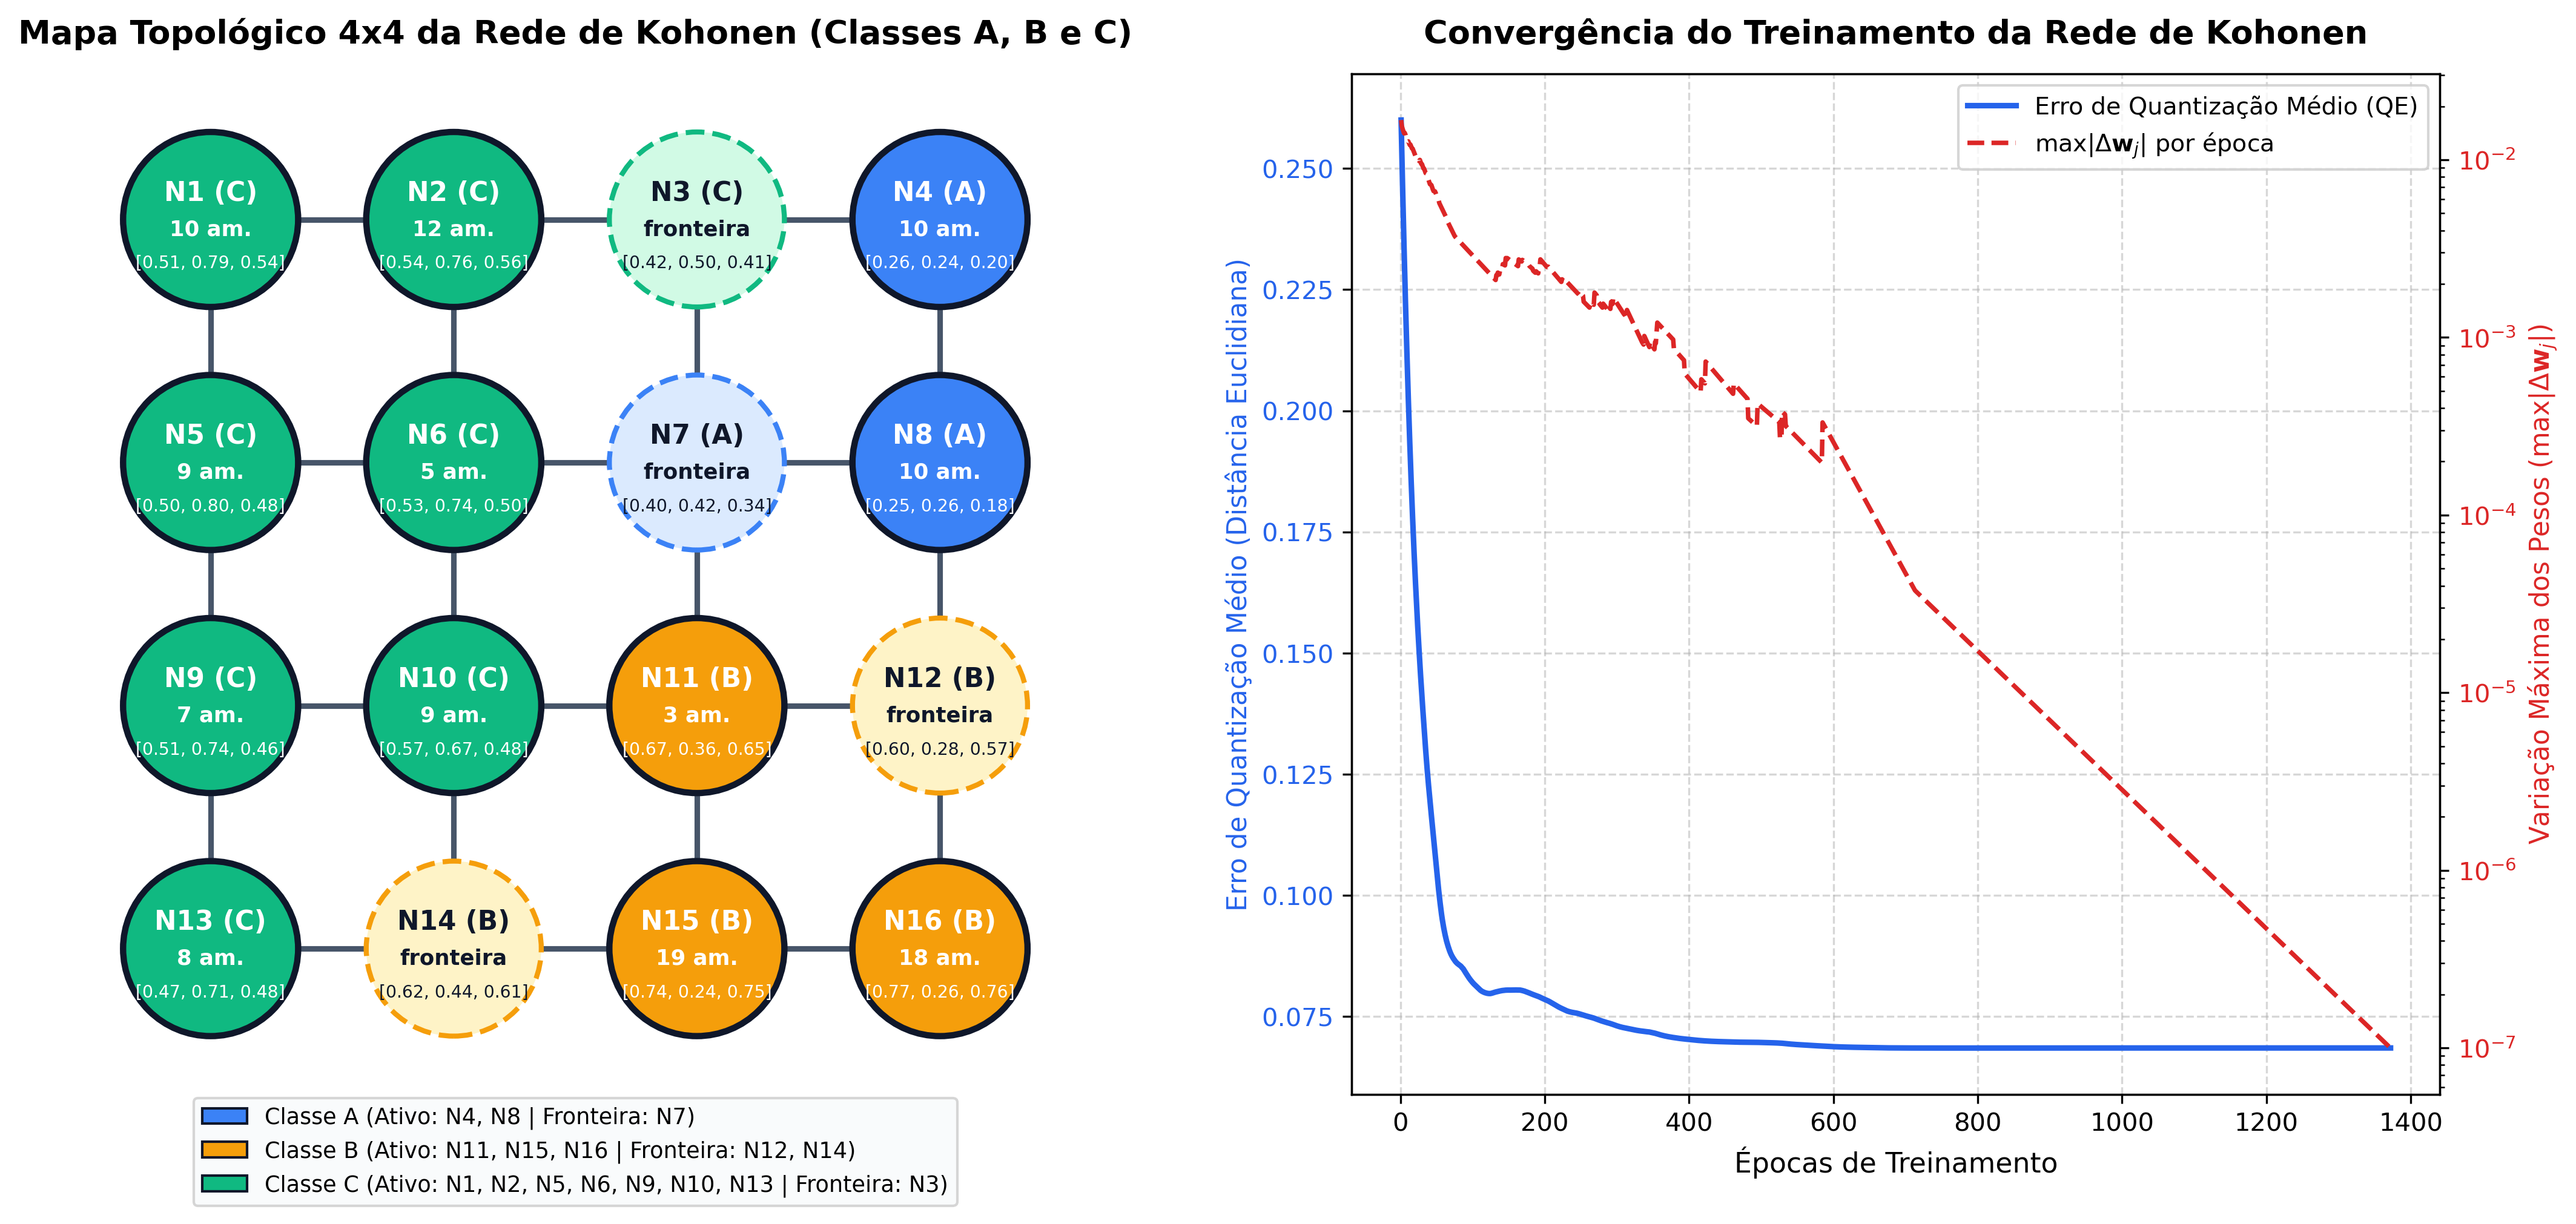 Mapa Topológico 4x4 da Rede de Kohonen (Classes A, B e C)
N1 (C)
10 am.
[0.51, 0.79, 0.54]
N2 (C)
12 am.
[0.54, 0.76, 0.56]
N3 (C)
fronteira
[0.42, 0.50, 0.41]
N4 (A)
10 am.
[0.26, 0.24, 0.20]
N5 (C)
9 am.
[0.50, 0.80, 0.48]
N6 (C)
5 am.
[0.53, 0.74, 0.50]
N7 (A)
fronteira
[0.40, 0.42, 0.34]
N8 (A)
10 am.
[0.25, 0.26, 0.18]
N9 (C)
7 am.
[0.51, 0.74, 0.46]
N10 (C)
9 am.
[0.57, 0.67, 0.48]
N11 (B)
3 am.
[0.67, 0.36, 0.65]
N12 (B)
fronteira
[0.60, 0.28, 0.57]
N13 (C)
8 am.
[0.47, 0.71, 0.48]
N14 (B)
fronteira
[0.62, 0.44, 0.61]
N15 (B)
19 am.
[0.74, 0.24, 0.75]
N16 (B)
18 am.
[0.77, 0.26, 0.76]
Classe A (Ativo: N4, N8 | Fronteira: N7)
Classe B (Ativo: N11, N15, N16 | Fronteira: N12, N14)
Classe C (Ativo: N1, N2, N5, N6, N9, N10, N13 | Fronteira: N3)
Convergência do Treinamento da Rede de Kohonen
Erro de Quantização Médio (QE)
max|Δw_j| por época
Erro de Quantização Médio (Distância Euclidiana)
0.250
0.225
0.200
0.175
0.150
0.125
0.100
0.075
0
200
400
600
800
1000
1200
1400
Épocas de Treinamento
10⁻²
10⁻³
10⁻⁴
10⁻⁵
10⁻⁶
10⁻⁷
Variação Máxima dos Pesos (max|Δw_j|)